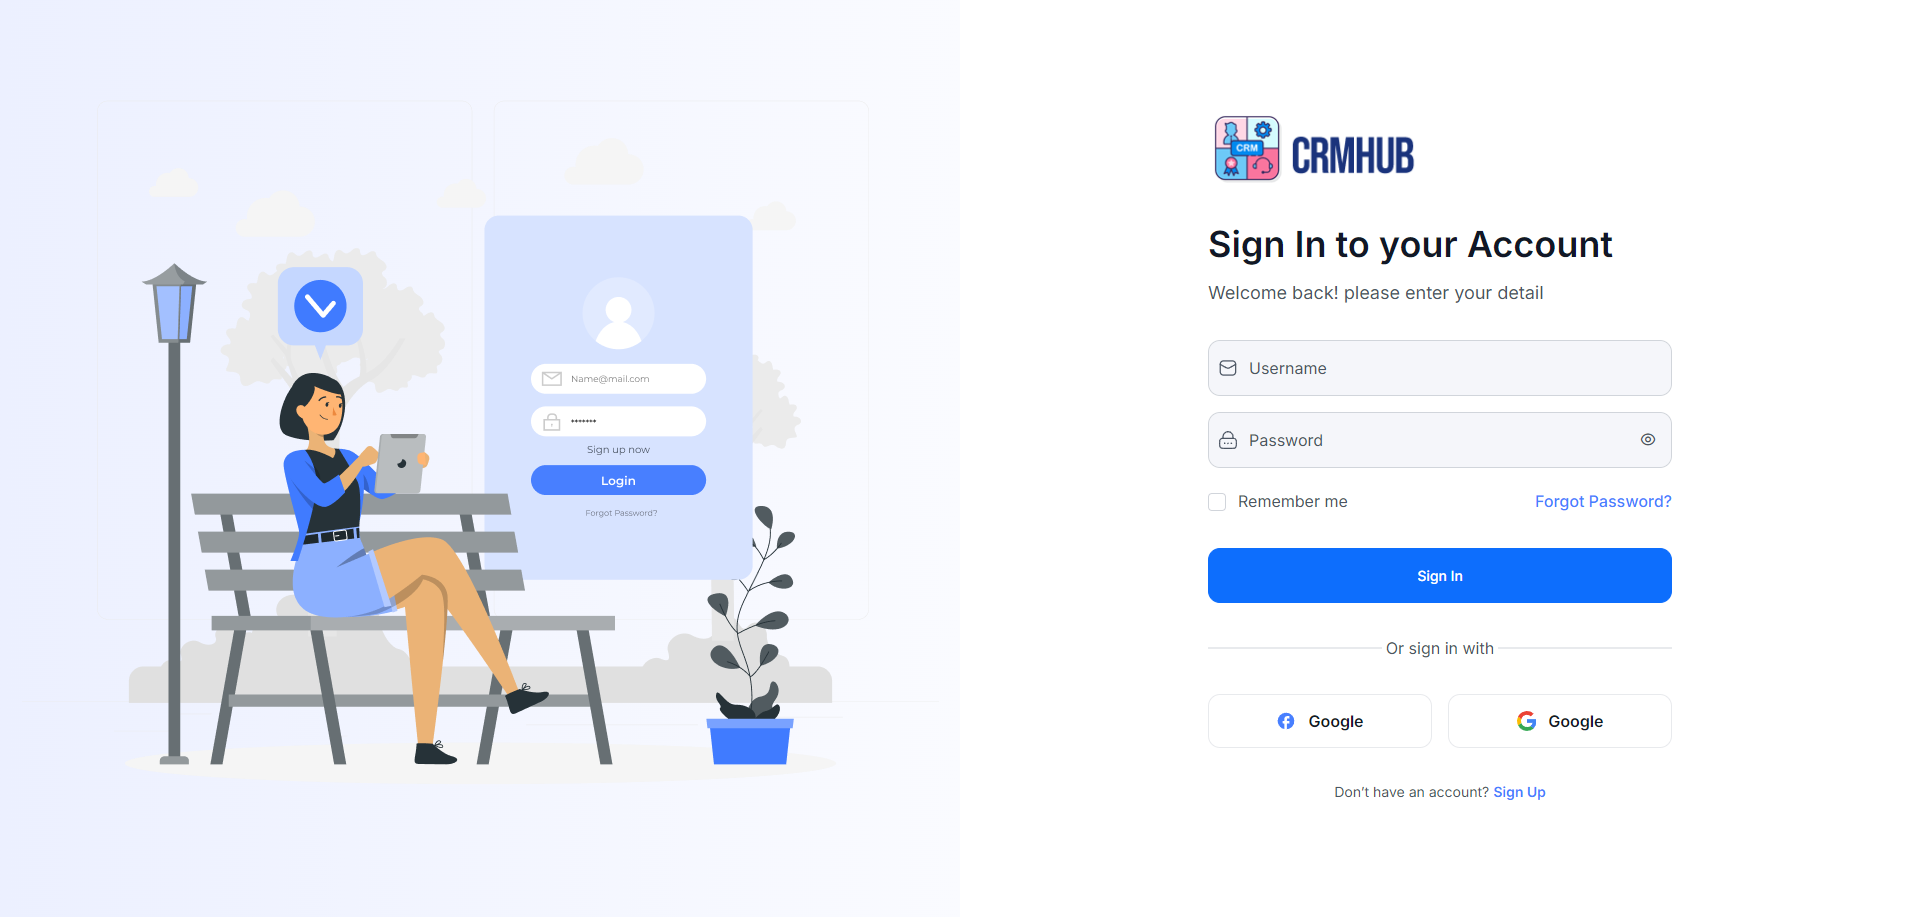 Name@mail.com
*******
Sign up now
Login
Forgot Password?
CRM
CRMHUB
Sign In to your Account
Welcome back! please enter your detail
Username
Password
Remember me
Forgot Password?
Sign In
Or sign in with
Google
Google
Don’t have an account? Sign Up